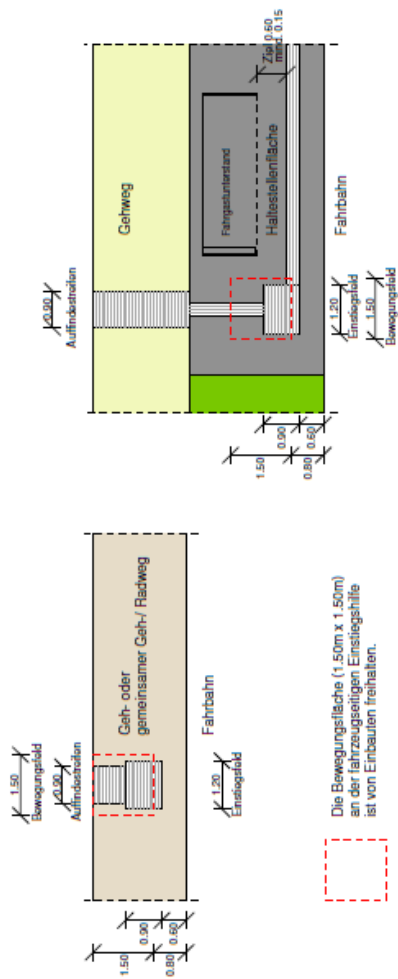 1.50
Bewegungsfeld
0.90
Auffindestreifen
Geh- oder
gemeinsamer Geh-/ Radweg
1.50
0.90
0.80
0.60
Fahrbahn
1.20
Einstiegsfeld
Die Bewegungsfläche (1.50m x 1.50m)
an der fahrzeugseitigen Einstiegshilfe
ist von Einbauten freihalten.
0.90
Auffindestreifen
Gehweg
Fahrgastunterstand
Haltestellenfläche
Ziel 0.60
mind. 0.15
1.50
0.90
0.80
0.60
Fahrbahn
1.20
Einstiegsfeld
1.50
Bewegungsfeld